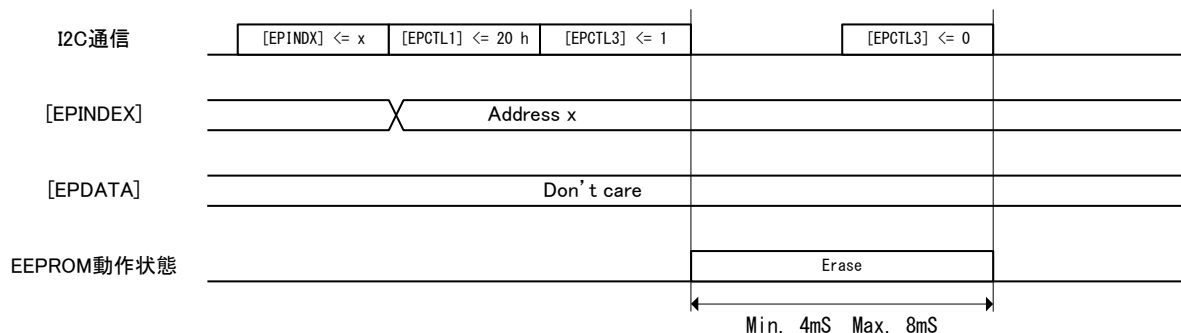 I2C通信 [EPINDX] <= x [EPCTL1] <= 20 h [EPCTL3] <= 1 [EPCTL3] <= 0
[EPINDEX] Address x
[EPDATA] Don't care
EEPROM動作状態 Erase
Min. 4mS Max. 8mS